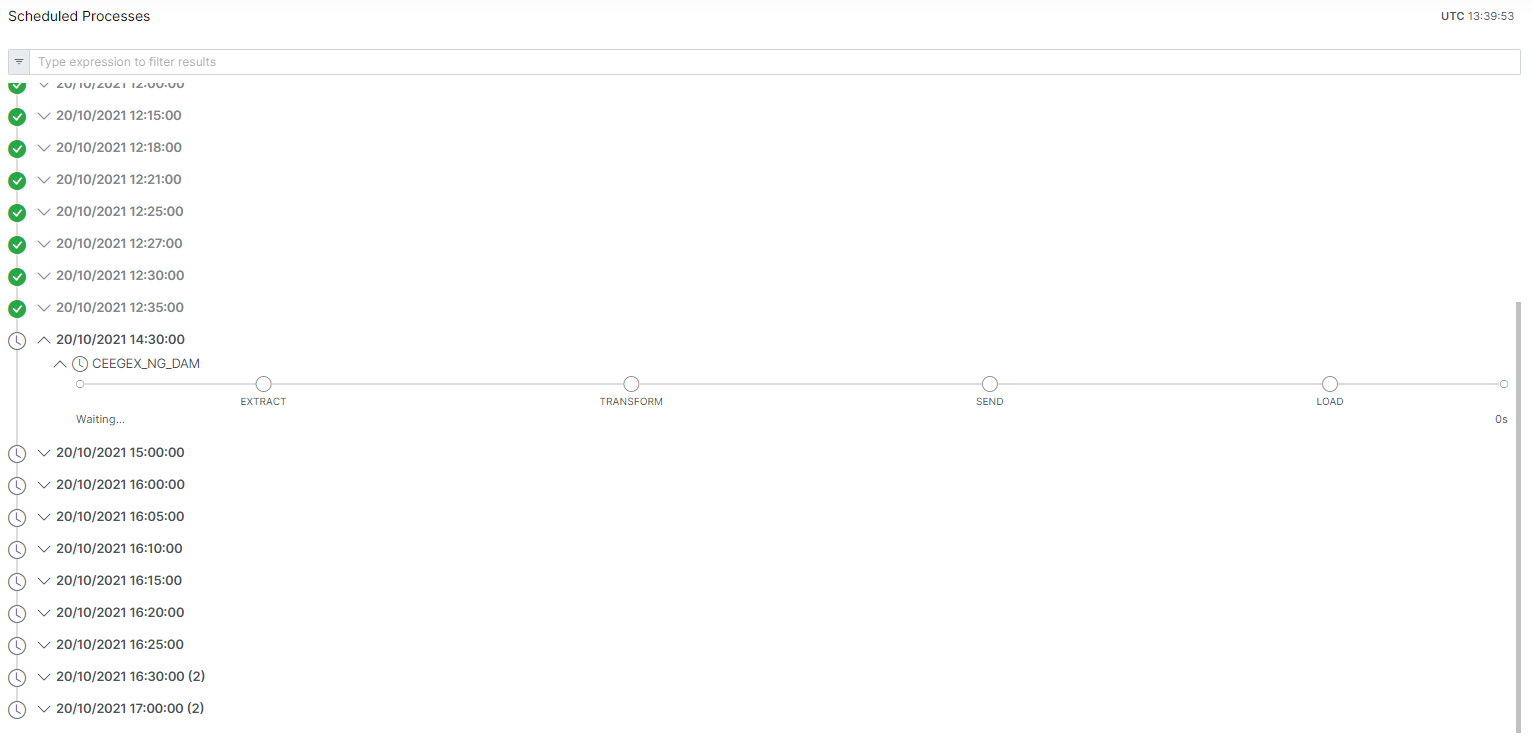 Scheduled Processes
UTC 13:39:53
Type expression to filter results
20/10/2021 12:00:00
20/10/2021 12:15:00
20/10/2021 12:18:00
20/10/2021 12:21:00
20/10/2021 12:25:00
20/10/2021 12:27:00
20/10/2021 12:30:00
20/10/2021 12:35:00
20/10/2021 14:30:00
CEEGEX_NG_DAM
EXTRACT TRANSFORM SEND LOAD
Waiting... 0s
20/10/2021 15:00:00
20/10/2021 16:00:00
20/10/2021 16:05:00
20/10/2021 16:10:00
20/10/2021 16:15:00
20/10/2021 16:20:00
20/10/2021 16:25:00
20/10/2021 16:30:00 (2)
20/10/2021 17:00:00 (2)